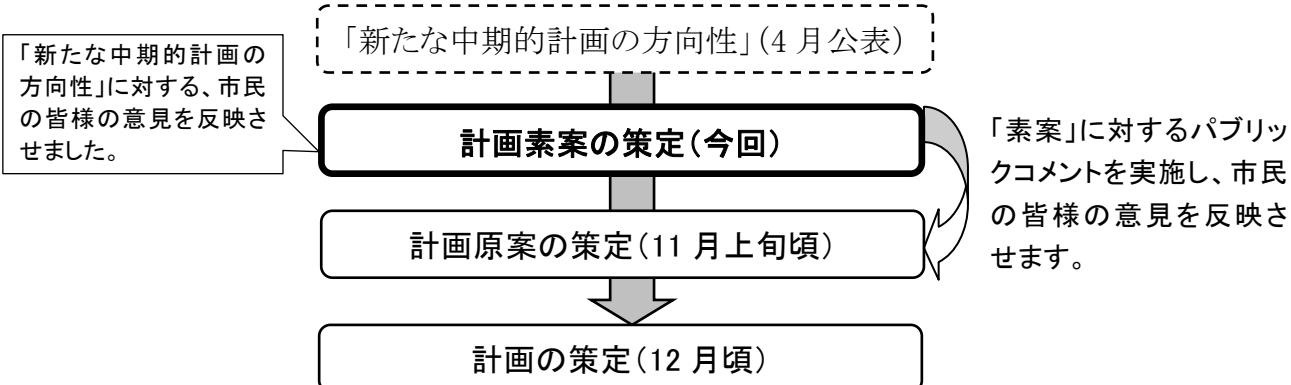 「新たな中期的計画の方向性」(4月公表)
「新たな中期的計画の
方向性」に対する、市民
の皆様の意見を反映さ
せました。
計画素案の策定(今回)
「素案」に対するパブリッ
クコメントを実施し、市民
の皆様の意見を反映さ
せます。
計画原案の策定(11月上旬頃)
計画の策定(12月頃)